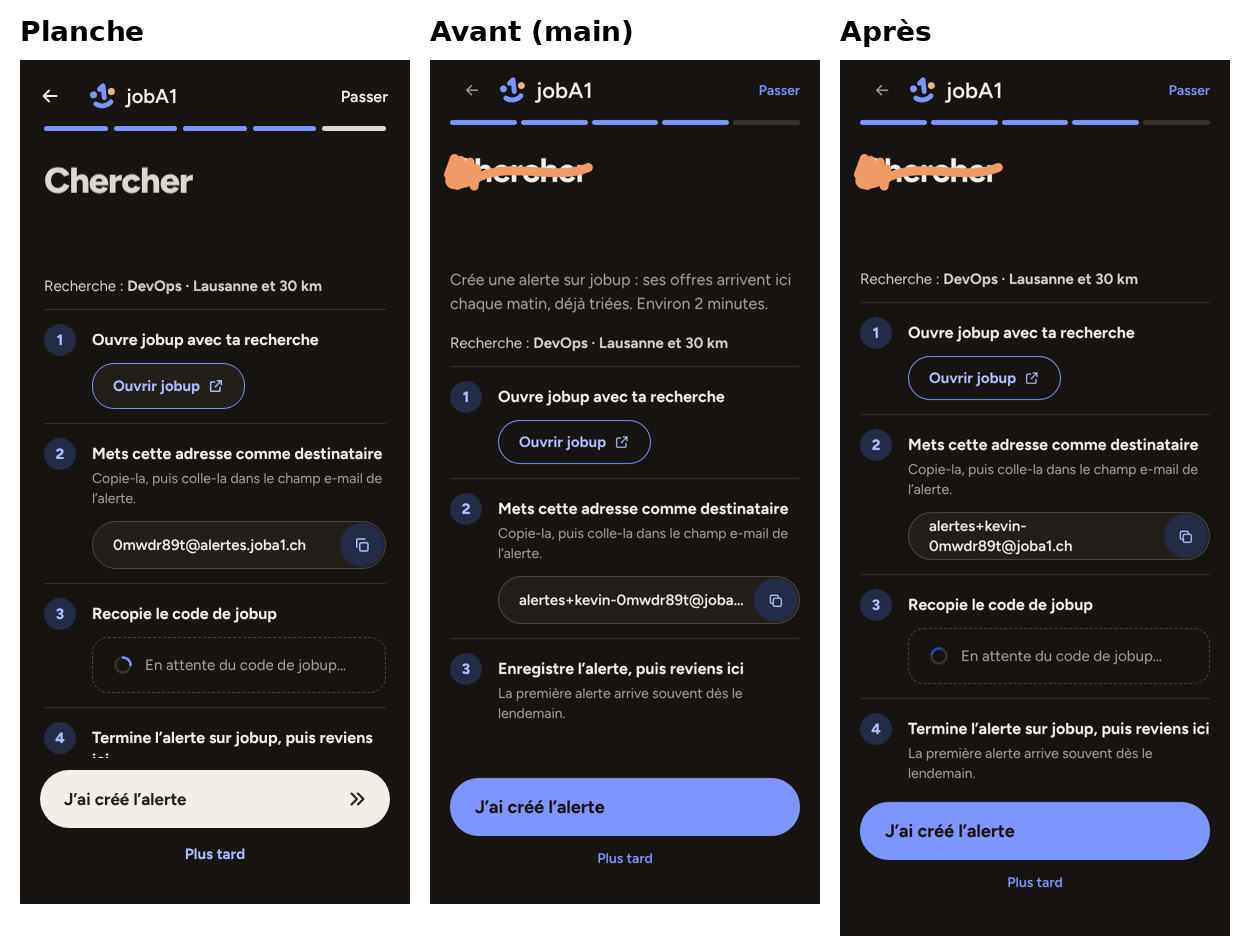 Planche
jobA1
Passer
Chercher
Recherche : DevOps · Lausanne et 30 km
1
Ouvre jobup avec ta recherche
Ouvrir jobup
2
Mets cette adresse comme destinataire
Copie-la, puis colle-la dans le champ e-mail de
l’alerte.
0mwdr89t@alertes.joba1.ch
3
Recopie le code de jobup
En attente du code de jobup…
4
Termine l’alerte sur jobup, puis reviens
ici
J’ai créé l’alerte
Plus tard
Avant (main)
jobA1
Passer
Chercher
Crée une alerte sur jobup : ses offres arrivent ici
chaque matin, déjà triées. Environ 2 minutes.
Recherche : DevOps · Lausanne et 30 km
1
Ouvre jobup avec ta recherche
Ouvrir jobup
2
Mets cette adresse comme destinataire
Copie-la, puis colle-la dans le champ e-mail de
l’alerte.
alertes+kevin-0mwdr89t@joba...
3
Enregistre l’alerte, puis reviens ici
La première alerte arrive souvent dès le
lendemain.
J’ai créé l’alerte
Plus tard
Après
jobA1
Passer
Chercher
Recherche : DevOps · Lausanne et 30 km
1
Ouvre jobup avec ta recherche
Ouvrir jobup
2
Mets cette adresse comme destinataire
Copie-la, puis colle-la dans le champ e-mail de
l’alerte.
alertes+kevin-
0mwdr89t@joba1.ch
3
Recopie le code de jobup
En attente du code de jobup…
4
Termine l’alerte sur jobup, puis reviens ici
La première alerte arrive souvent dès le
lendemain.
J’ai créé l’alerte
Plus tard